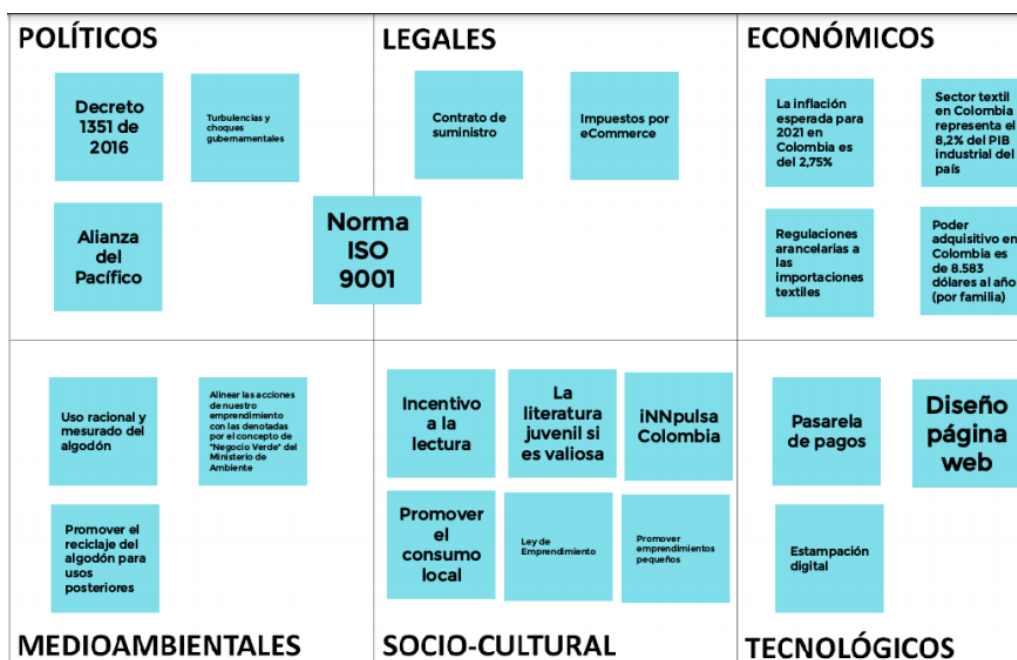 POLÍTICOS
Decreto
1351 de
2016
Turbulencias y
choques
gubernamentales
Alianza
del
Pacífico
Norma
ISO
9001
LEGALES
Contrato de
suministro
Impuestos por
eCommerce
ECONÓMICOS
La inflación
esperada para
2021 en
Colombia es
del 2,75%
Sector textil
en Colombia
representa el
8,2% del PIB
industrial del
país
Regulaciones
arancelarias a
las
importaciones
textiles
Poder
adquisitivo en
Colombia es
de 8.583
dólares al año
(por familia)
Uso racional y
mesurado del
algodón
Alinear las acciones
de nuestro
emprendimiento
con las denotadas
por el concepto de
"Negocio Verde" del
Ministerio de
Ambiente
Promover el
reciclaje del
algodón para
usos
posteriores
MEDIOAMBIENTALES
Incentivo
a la
lectura
La
literatura
juvenil si
es valiosa
iNNpulsa
Colombia
Promover
el
consumo
local
Ley de
Emprendimiento
Promover
emprendimientos
pequeños
SOCIO-CULTURAL
Pasarela
de pagos
Diseño
página
web
Estampación
digital
TECNOLÓGICOS